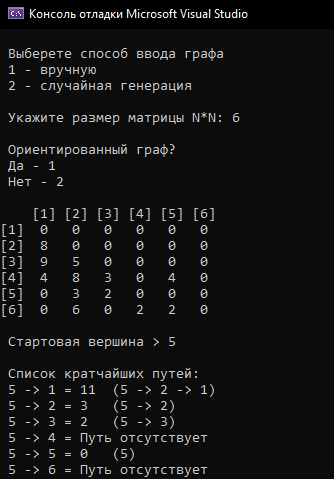 Консоль отладки Microsoft Visual Studio
Выберете способ ввода графа
1 - вручную
2 - случайная генерация
Укажите размер матрицы N*N: 6
Ориентированный граф?
Да - 1
Нет - 2
[1] [2] [3] [4] [5] [6]
[1] 0 0 0 0 0 0
[2] 8 0 0 0 0 0
[3] 9 5 0 0 0 0
[4] 4 8 3 0 4 0
[5] 0 3 2 0 0 0
[6] 0 6 0 2 2 0
Стартовая вершина > 5
Список кратчайших путей:
5 -> 1 = 11 (5 -> 2 -> 1)
5 -> 2 = 3 (5 -> 2)
5 -> 3 = 2 (5 -> 3)
5 -> 4 = Путь отсутствует
5 -> 5 = 0 (5)
5 -> 6 = Путь отсутствует